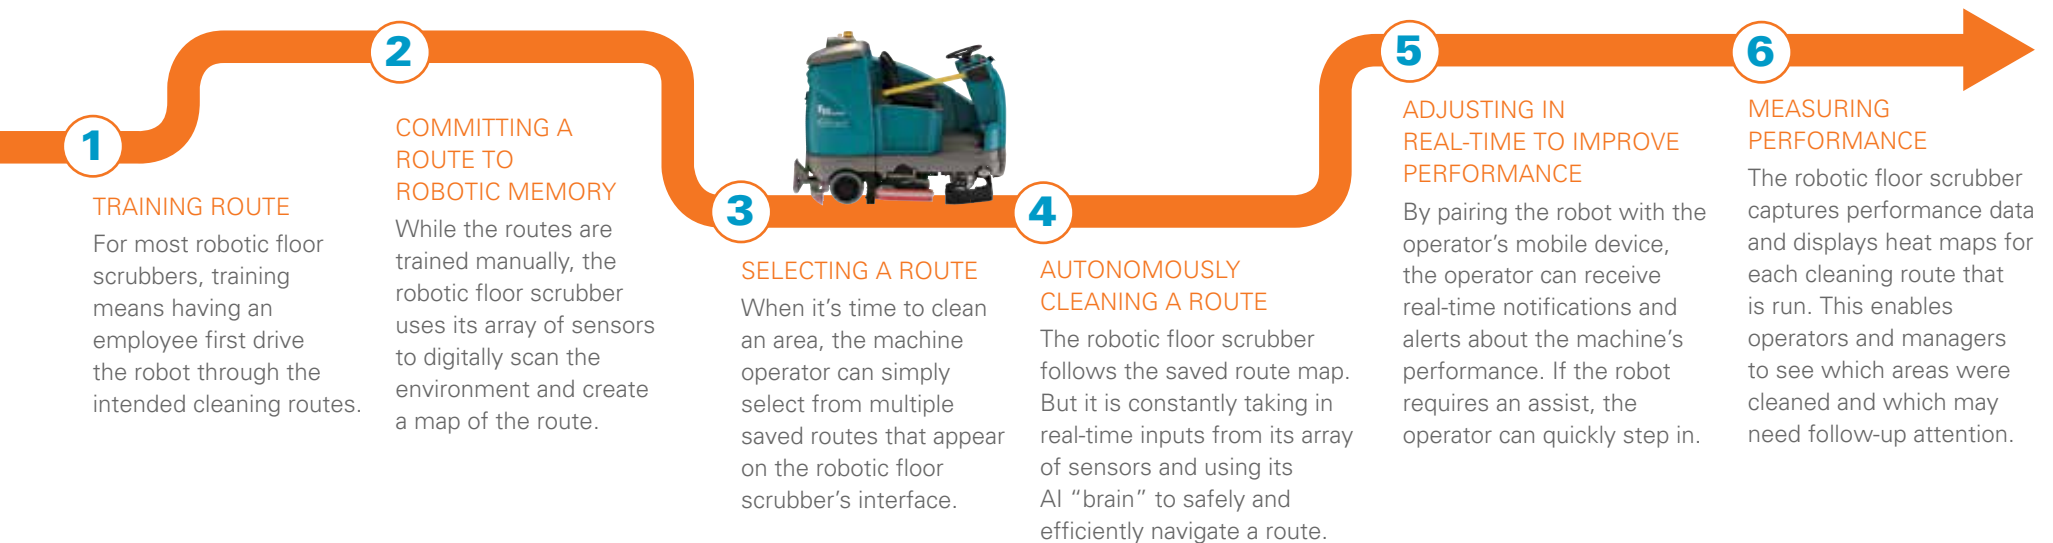 1
TRAINING ROUTE
For most robotic floor
scrubbers, training
means having an
employee first drive
the robot through the
intended cleaning routes.
2
COMMITTING A
ROUTE TO
ROBOTIC MEMORY
While the routes are
trained manually, the
robotic floor scrubber
uses its array of sensors
to digitally scan the
environment and create
a map of the route.
3
SELECTING A ROUTE
When it’s time to clean
an area, the machine
operator can simply
select from multiple
saved routes that appear
on the robotic floor
scrubber’s interface.
4
AUTONOMOUSLY
CLEANING A ROUTE
The robotic floor scrubber
follows the saved route map.
But it is constantly taking in
real-time inputs from its array
of sensors and using its
AI “brain” to safely and
efficiently navigate a route.
5
ADJUSTING IN
REAL-TIME TO IMPROVE
PERFORMANCE
By pairing the robot with the
operator’s mobile device,
the operator can receive
real-time notifications and
alerts about the machine’s
performance. If the robot
requires an assist, the
operator can quickly step in.
6
MEASURING
PERFORMANCE
The robotic floor scrubber
captures performance data
and displays heat maps for
each cleaning route that
is run. This enables
operators and managers
to see which areas were
cleaned and which may
need follow-up attention.